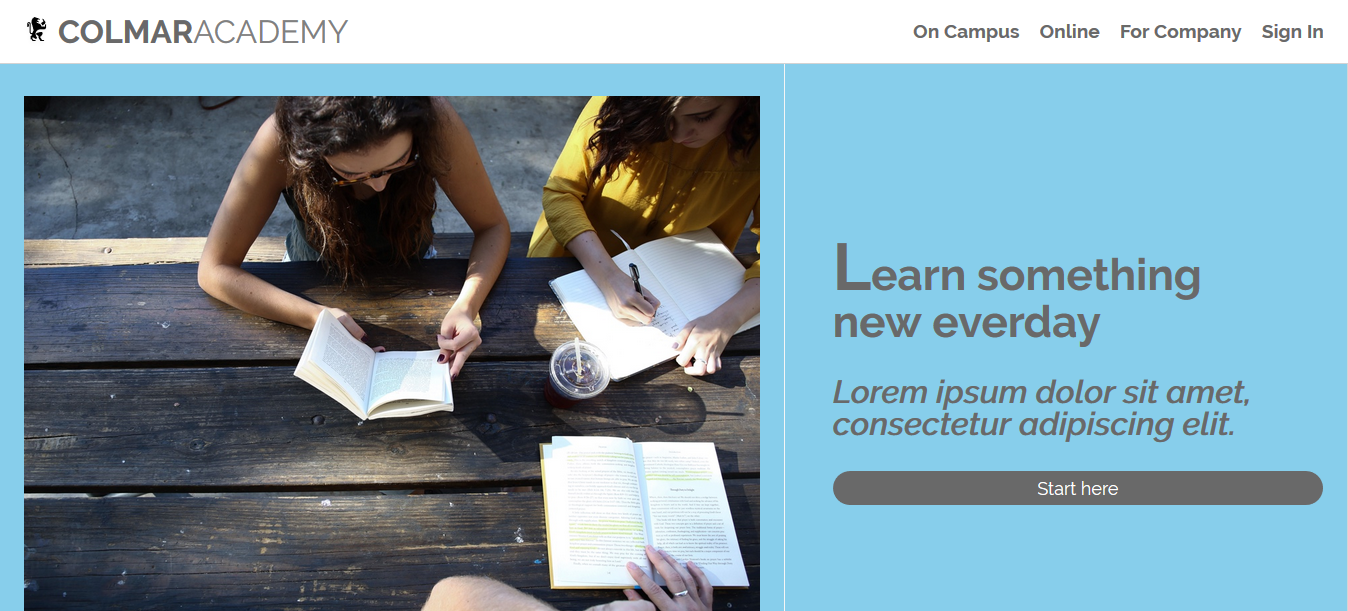 COLMARACADEMY
On Campus Online For Company Sign In
Learn something
new everday
Lorem ipsum dolor sit amet,
consectetur adipiscing elit.
Start here